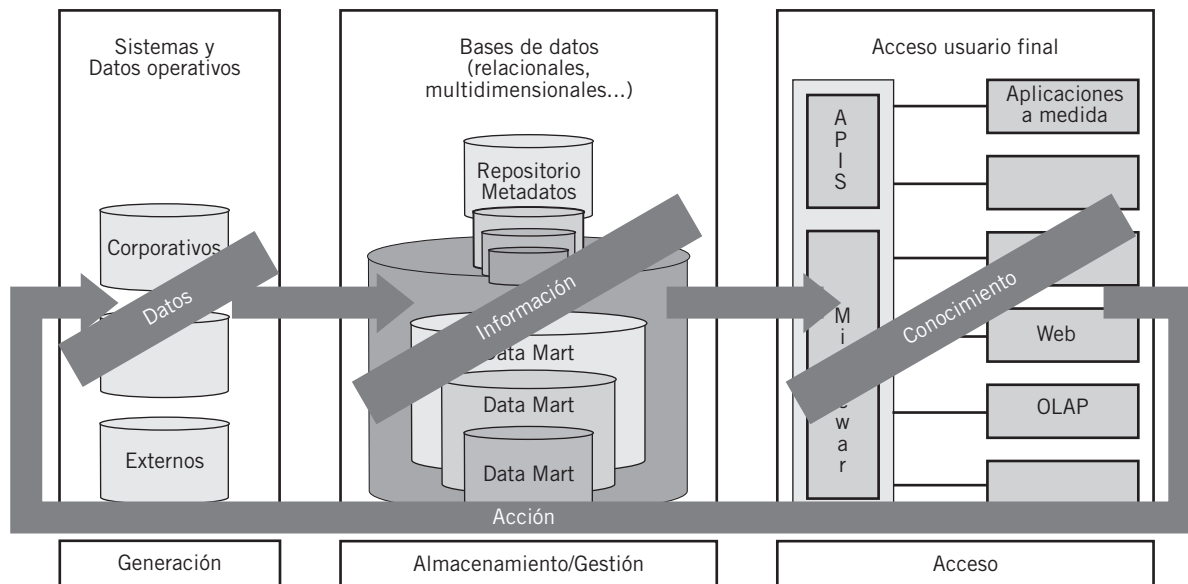 Sistemas y
Datos operativos
Corporativos
Datos
Externos
Generación
Bases de datos
(relacionales,
multidimensionales...)
Repositorio
Metadatos
Información
Data Mart
Data Mart
Data Mart
Almacenamiento/Gestión
Acceso usuario final
A
P
I
S
M
i
w
a
r
Aplicaciones
a medida
Conocimiento
Web
OLAP
Acceso
Acción